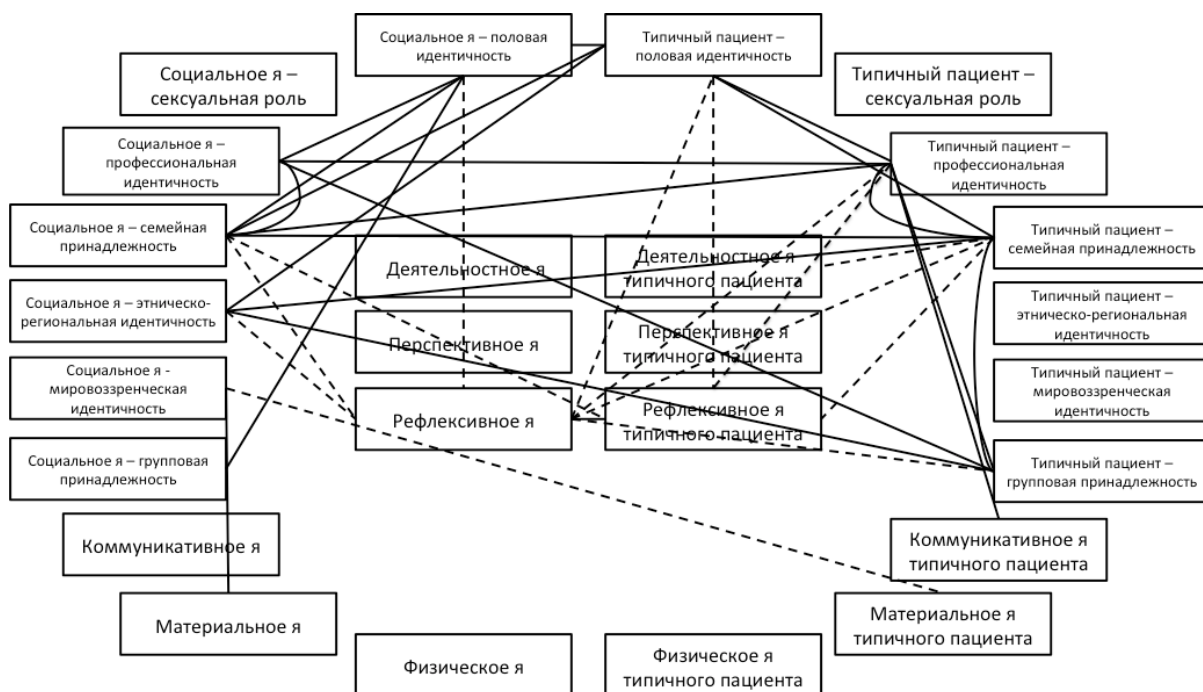 Социальное я – половая
идентичность
Типичный пациент –
половая идентичность
Социальное я –
сексуальная роль
Типичный пациент –
сексуальная роль
Социальное я –
профессиональная
идентичность
Типичный пациент –
профессиональная
идентичность
Социальное я – семейная
принадлежность
Типичный пациент –
семейная принадлежность
Деятельностное я
Деятельностное я
типичного пациента
Социальное я – этническо-
региональная идентичность
Типичный пациент –
этническо-региональная
идентичность
Перспективное я
Перспективное я
типичного пациента
Социальное я -
мировоззренческая
идентичность
Типичный пациент –
мировоззренческая
идентичность
Рефлексивное я
Рефлексивное я
типичного пациента
Социальное я – групповая
принадлежность
Типичный пациент –
групповая принадлежность
Коммуникативное я
Коммуникативное я
типичного пациента
Материальное я
Материальное я
типичного пациента
Физическое я
Физическое я
типичного пациента